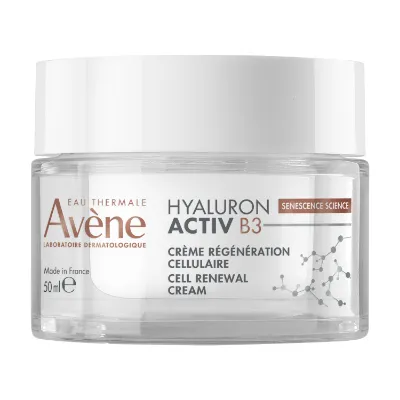 EAU THERMALE
Avène
LABORATOIRE DERMATOLOGIQUE
Made in France
50 ml e
HYALURON
ACTIV B3
SENESCENCE SCIENCE
CRÈME RÉGÉNÉRATION
CELLULAIRE
CELL RENEWAL
CREAM